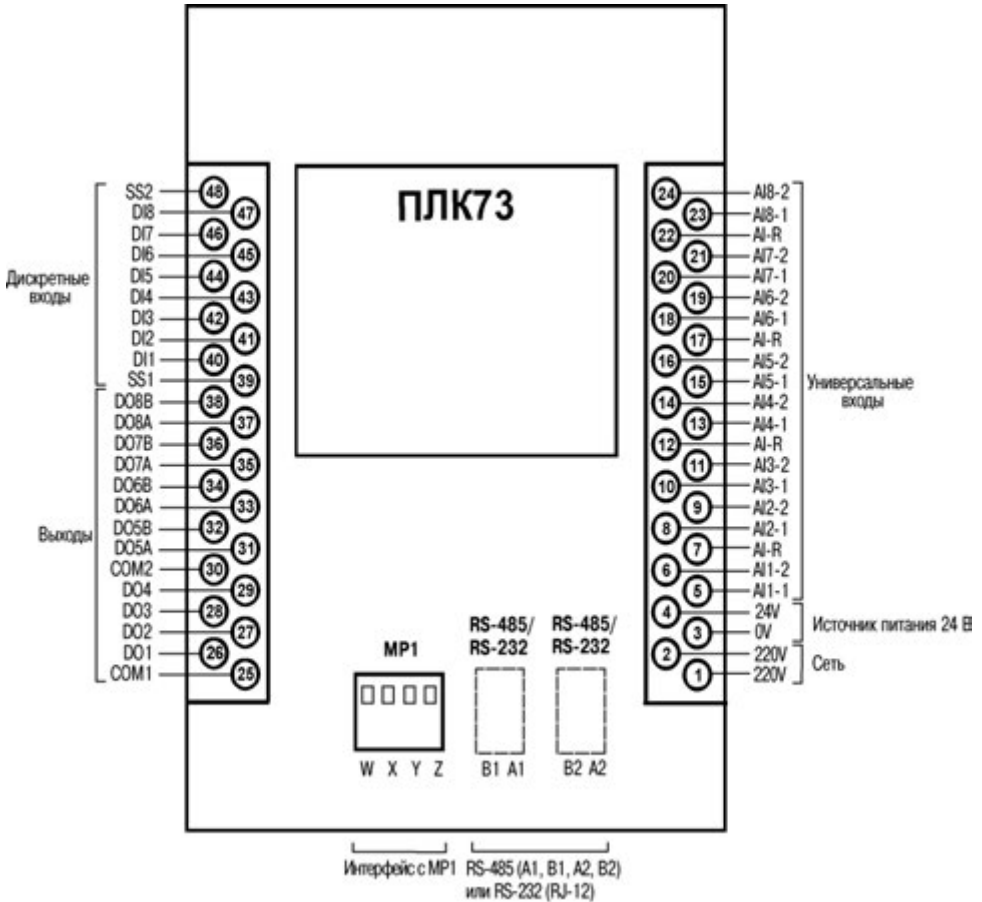 ПЛК73
SS2
DI8
DI7
DI6
DI5
DI4
DI3
DI2
DI1
SS1
DO8B
DO8A
DO7B
DO7A
DO6B
DO6A
DO5B
DO5A
COM2
DO4
DO3
DO2
DO1
COM1
Дискретные
входы
Выходы
48
47
46
45
44
43
42
41
40
39
38
37
36
35
34
33
32
31
30
29
28
27
26
25
24
23
22
21
20
19
18
17
16
15
14
13
12
11
10
9
8
7
6
5
4
3
2
1
AI8-2
AI8-1
AI-R
AI7-2
AI7-1
AI6-2
AI6-1
AI-R
AI5-2
AI5-1
AI4-2
AI4-1
AI-R
AI3-2
AI3-1
AI2-2
AI2-1
AI-R
AI1-2
AI1-1
24V
0V
220V
220V
Универсальные
входы
Источник питания 24 В
Сеть
МР1
W X Y Z
RS-485/
RS-232
B1 A1
RS-485/
RS-232
B2 A2
Интерфейс с МР1
RS-485 (A1, B1, A2, B2)
или RS-232 (RJ-12)